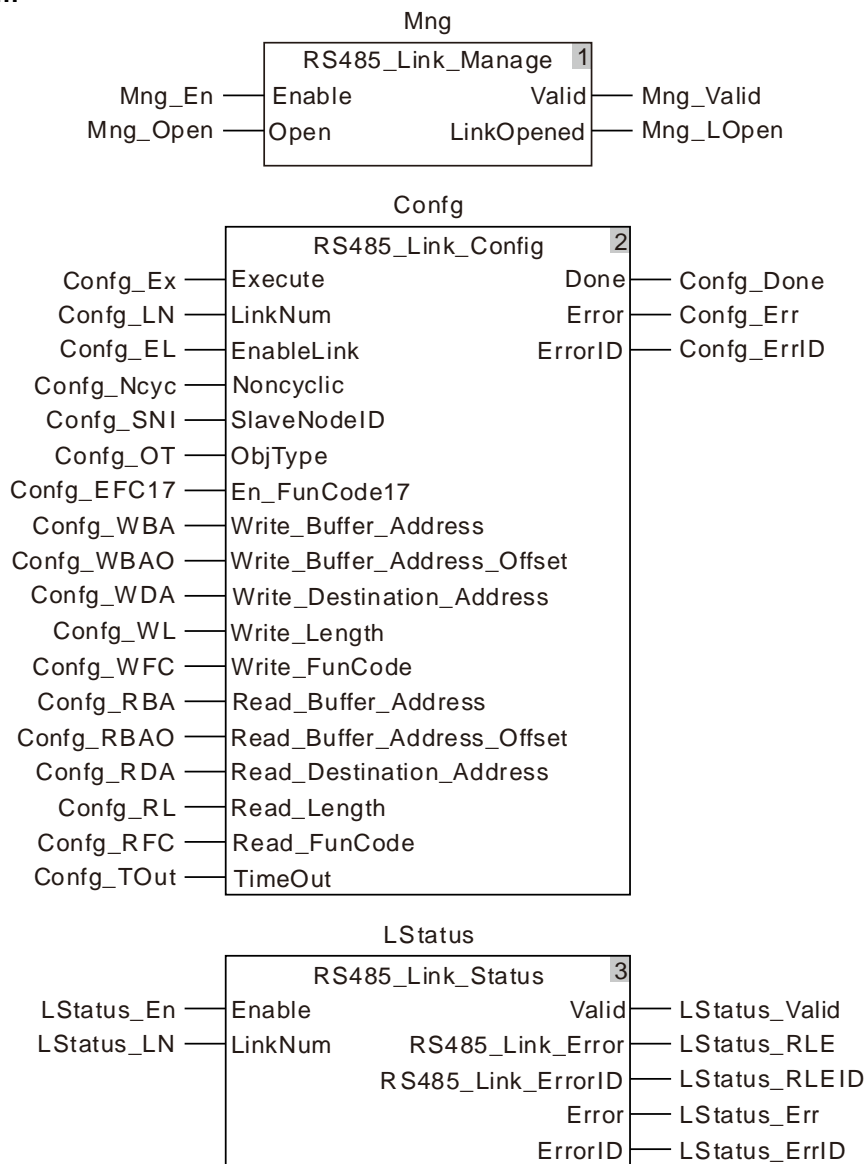 Mng
RS485_Link_Manage 1
Mng_En Enable Valid Mng_Valid
Mng_Open Open LinkOpened Mng_LOpen
Confg
RS485_Link_Config 2
Confg_Ex Execute Done Confg_Done
Confg_LN LinkNum Error Confg_Err
Confg_EL EnableLink ErrorID Confg_ErrID
Confg_Ncyc Noncyclic
Confg_SNI SlaveNodeID
Confg_OT ObjType
Confg_EFC17 En_FunCode17
Confg_WBA Write_Buffer_Address
Confg_WBAO Write_Buffer_Address_Offset
Confg_WDA Write_Destination_Address
Confg_WL Write_Length
Confg_WFC Write_FunCode
Confg_RBA Read_Buffer_Address
Confg_RBAO Read_Buffer_Address_Offset
Confg_RDA Read_Destination_Address
Confg_RL Read_Length
Confg_RFC Read_FunCode
Confg_TOut TimeOut
LStatus
RS485_Link_Status 3
LStatus_En Enable Valid LStatus_Valid
LStatus_LN LinkNum RS485_Link_Error LStatus_RLE
RS485_Link_ErrorID LStatus_RLEID
Error LStatus_Err
ErrorID LStatus_ErrID